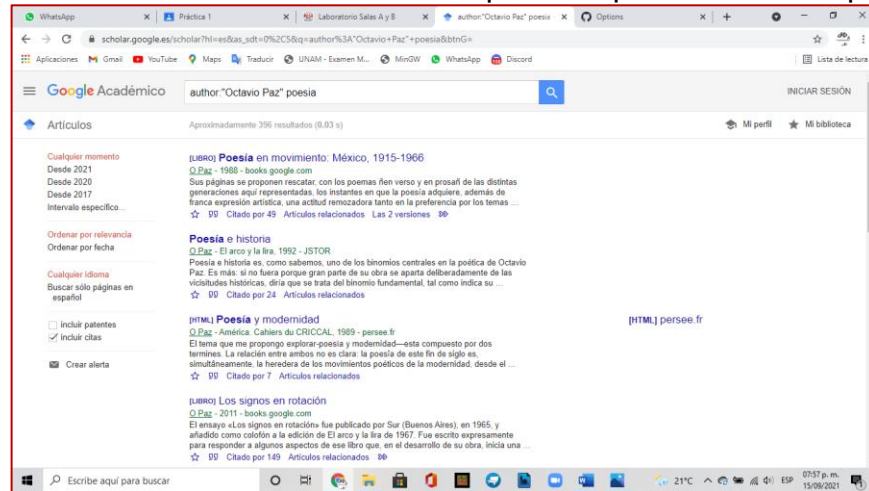 WhatsApp
Práctica 1
Laboratorio Salas A y B
author:"Octavio Paz" poesia
Options
scholar.google.es/scholar?hl=es&as_sdt=0%2C5&q=author%3A"Octavio+Paz"+poesia&btnG=
Aplicaciones
Gmail
YouTube
Maps
Traducir
UNAM - Examen M...
MinGW
WhatsApp
Discord
Lista de lectura
Google Académico
author:"Octavio Paz" poesia
INICIAR SESIÓN
Artículos
Aproximadamente 396 resultados (0.03 s)
Mi perfil
Mi biblioteca
Cualquier momento
Desde 2021
Desde 2020
Desde 2017
Intervalo específico...
Ordenar por relevancia
Ordenar por fecha
Cualquier idioma
Buscar sólo páginas en
español
incluir patentes
incluir citas
Crear alerta
[LIBRO] Poesía en movimiento: México, 1915-1966
O Paz - 1988 - books.google.com
Sus páginas se proponen rescatar, con los poemas ñen verso y en prosañ de las distintas
generaciones aquí representadas, los instantes en que la poesía adquiere, además de
franca expresión artística, una actitud remozadora tanto en la preferencia por los temas ...
Citado por 49 Artículos relacionados Las 2 versiones
Poesía e historia
O Paz - El arco y la lira, 1992 - JSTOR
Poesía e historia es, como sabemos, uno de los binomios centrales en la poética de Octavio
Paz. Es más: si no fuera porque gran parte de su obra se aparta deliberadamente de las
vicisitudes históricas, diría que se trata del binomio fundamental, tal como indica su ...
Citado por 24 Artículos relacionados
[HTML] Poesía y modernidad
O Paz - América: Cahiers du CRICCAL, 1989 - persee.fr
El tema que me propongo explorar-poesia y modernidad—esta compuesto por dos
termines. La relación entre ambos no es clara: la poesía de este fin de siglo es,
simultáneamente, la heredera de los movimientos poéticos de la modernidad, desde el ...
Citado por 7 Artículos relacionados
[HTML] persee.fr
[LIBRO] Los signos en rotación
O Paz - 2011 - books.google.com
El ensayo «Los signos en rotación» fue publicado por Sur (Buenos Aires), en 1965, y
añadido como colofón a la edición de El arco y la lira de 1967. Fue escrito expresamente
para responder a algunos aspectos de ese libro que, en el desarrollo de su obra, inicia una ...
Citado por 149 Artículos relacionados
Escribe aquí para buscar
21°C
ESP
07:57 p. m.
15/09/2021